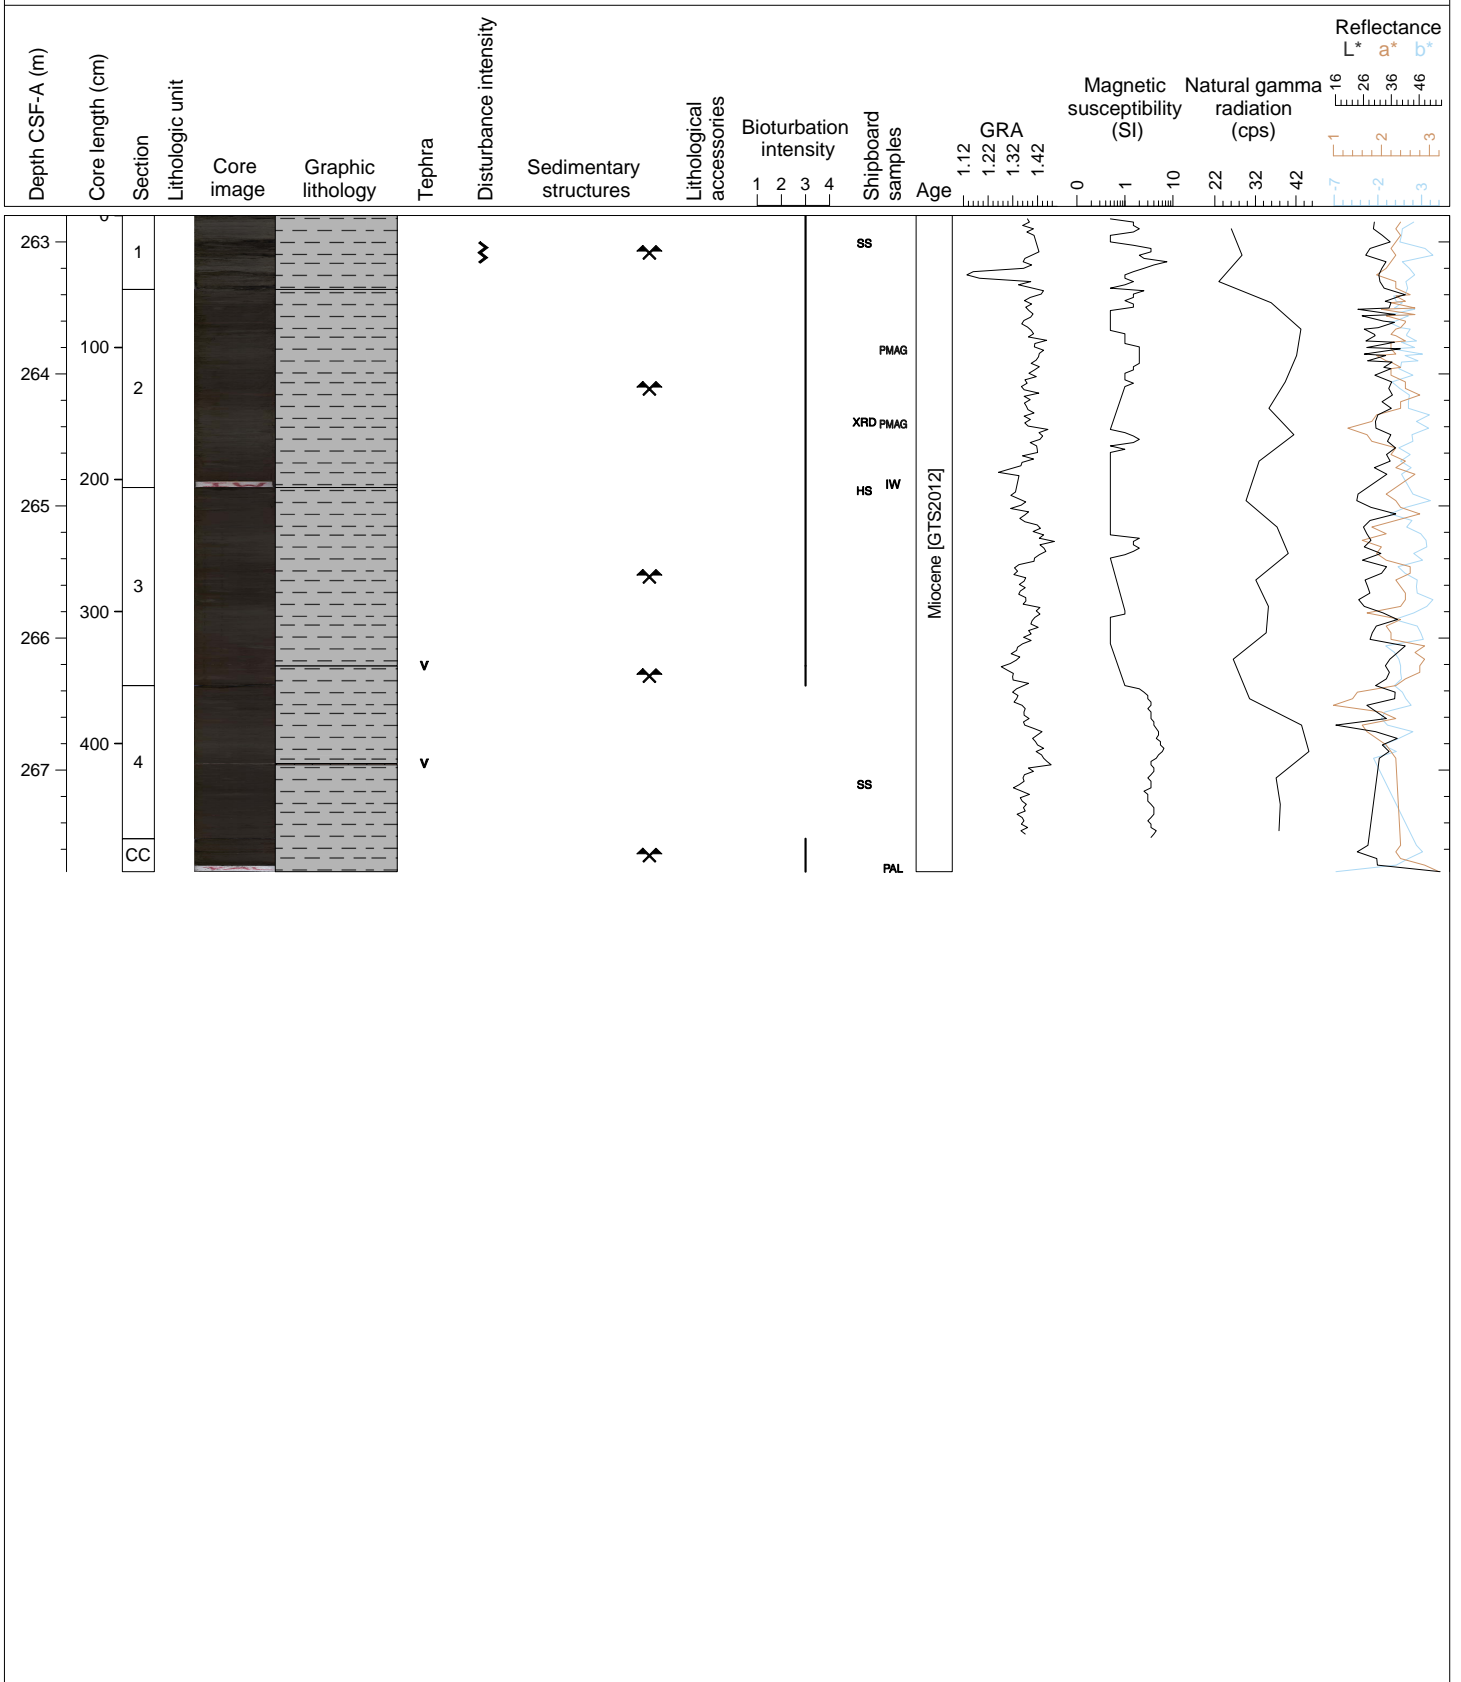 Depth CSF-A (m)
Core length (cm)
Section
Lithologic unit
Core
image
Graphic
lithology
Tephra
Disturbance intensity
Sedimentary
structures
Lithological
accessories
Bioturbation
intensity
1 2 3 4
Shipboard
samples
Age
GRA
1.12 1.22 1.32 1.42
Magnetic
susceptibility
(SI)
0 1 10
Natural gamma
radiation
(cps)
22 32 42
Reflectance
L* a* b*
16 26 36 46
1 2 3
-7 -2 3
0
263
1
SS
100
PMAG
264
2
XRD PMAG
200
IW
HS
265
Miocene [GTS2012]
3
300
266
V
400
4
V
267
SS
CC
PAL